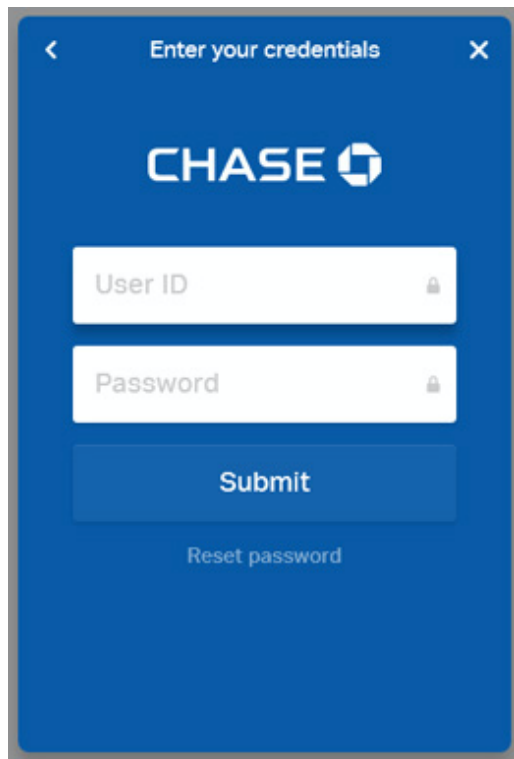 Enter your credentials
CHASE
User ID
Password
Submit
Reset password